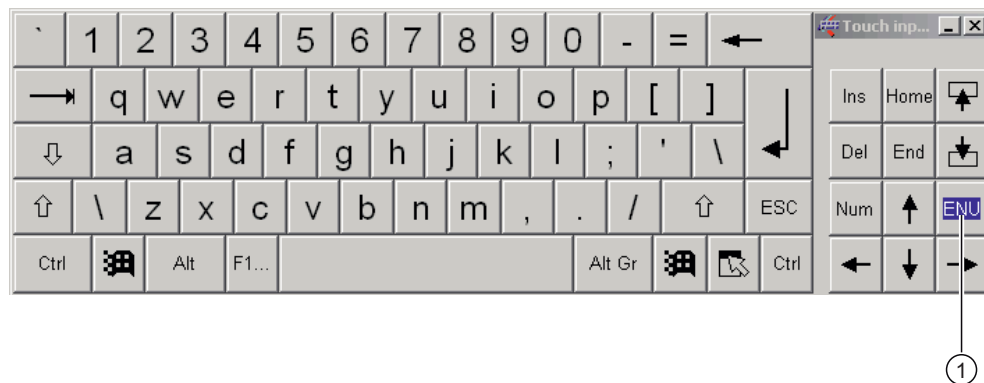 ` 1 2 3 4 5 6 7 8 9 0 - =
Touch inp...
q w e r t y u i o p [ ]
Ins Home
a s d f g h j k l ; ' \
Del End
\ z x c v b n m , . / ESC
Num ENU
Ctrl Alt F1... Alt Gr Ctrl
1